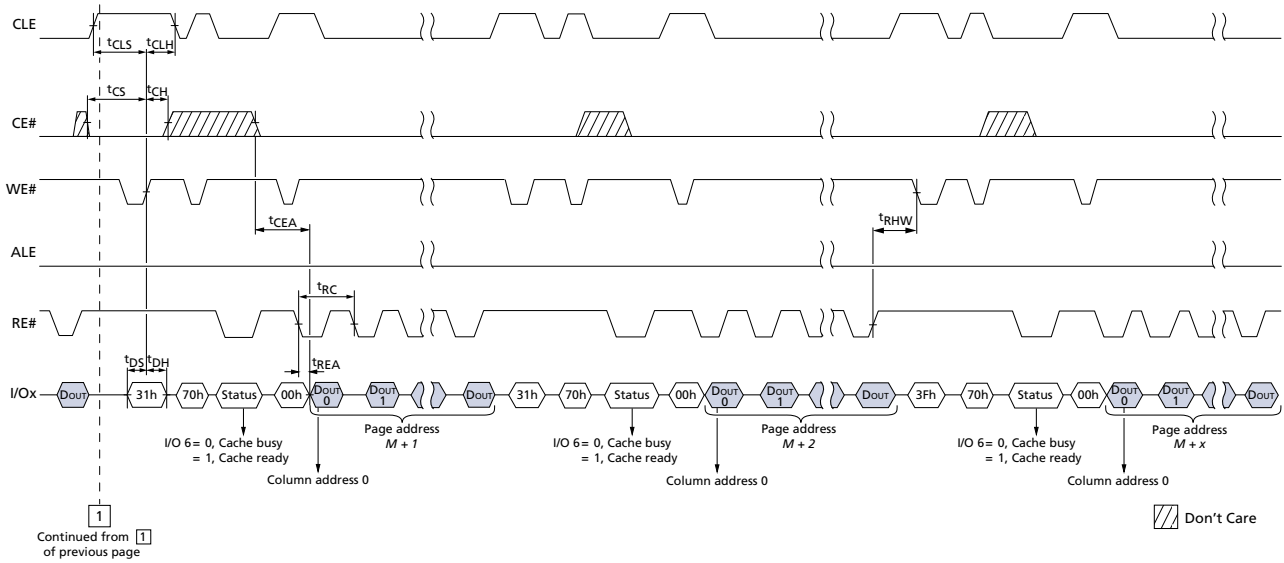 CLE
tCLS
tCLH
tCS
tCH
CE#
WE#
tCEA
tRHW
ALE
tRC
RE#
tDS
tDH
tREA
I/Ox
DOUT
31h
70h
Status
00h
DOUT 0
DOUT 1
DOUT
31h
70h
Status
00h
DOUT 0
DOUT 1
DOUT
3Fh
70h
Status
00h
DOUT 0
DOUT 1
DOUT
I/O 6 = 0, Cache busy
= 1, Cache ready
Page address
M + 1
I/O 6 = 0, Cache busy
= 1, Cache ready
Page address
M + 2
I/O 6 = 0, Cache busy
= 1, Cache ready
Page address
M + x
Column address 0
Column address 0
Column address 0
1
Continued from 1
of previous page
Don't Care